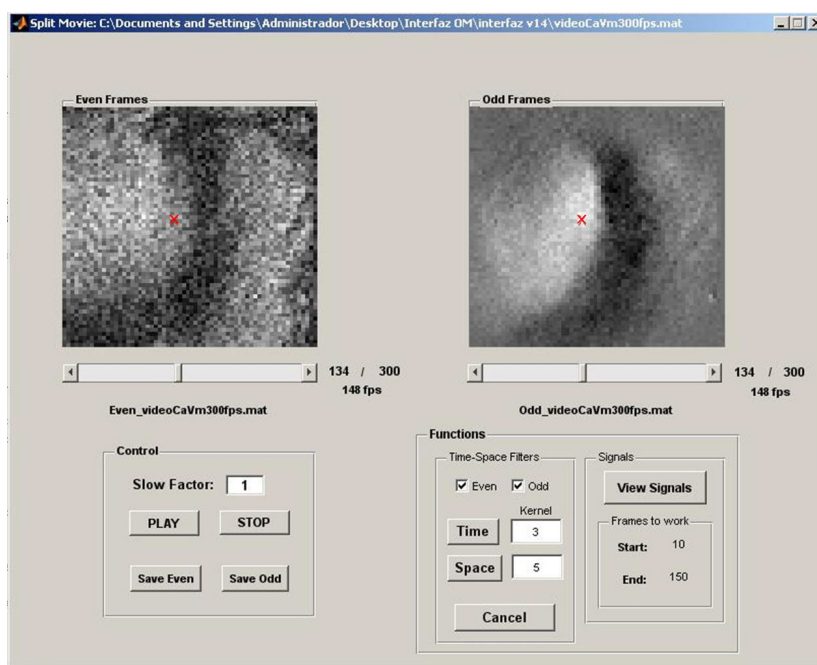 Split Movie: C:\Documents and Settings\Administrador\Desktop\Interfaz OM\interfaz v14\videoCaVm300fps.mat
Even Frames
Odd Frames
134 / 300
148 fps
134 / 300
148 fps
Even_videoCaVm300fps.mat
Odd_videoCaVm300fps.mat
Control
Slow Factor: 1
PLAY STOP
Save Even Save Odd
Functions
Time-Space Filters
Even Odd
Kernel
Time 3
Space 5
Cancel
Signals
View Signals
Frames to work
Start: 10
End: 150